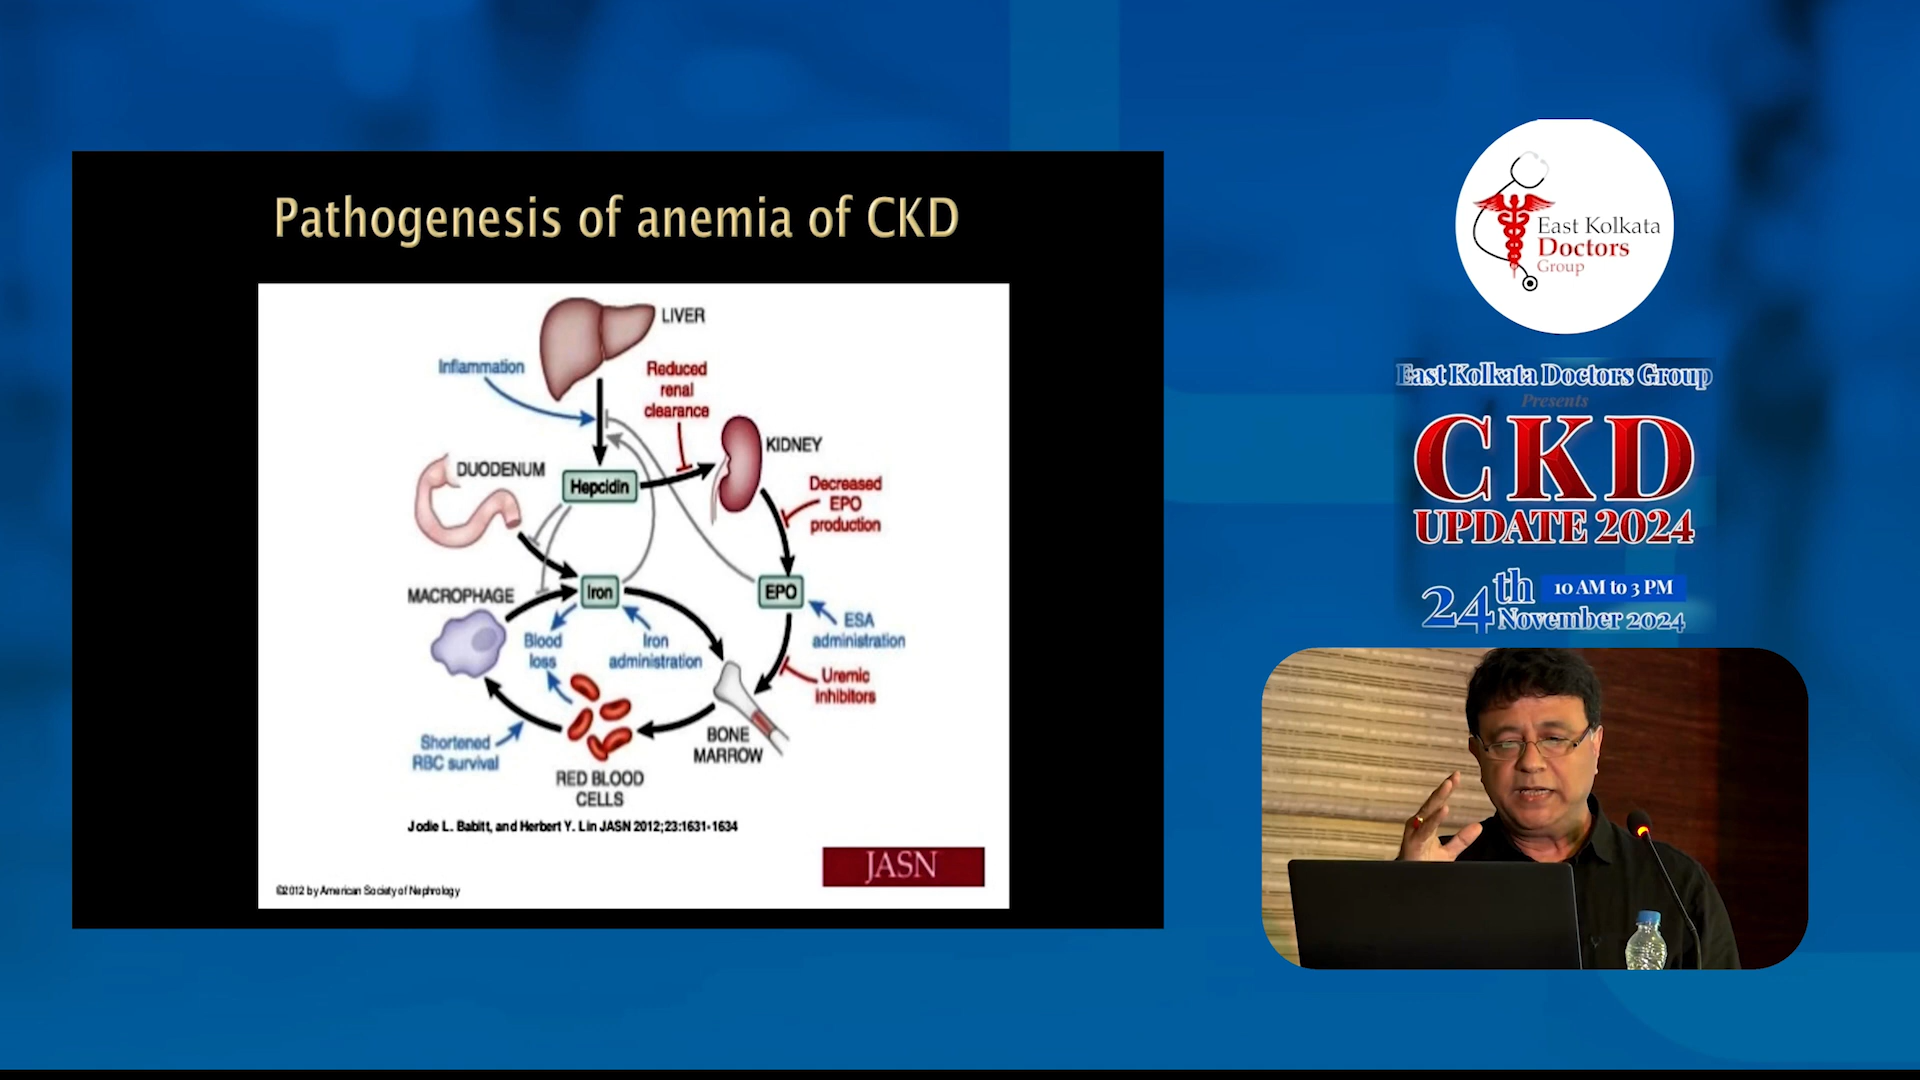 Pathogenesis of anemia of CKD
LIVER
Inflammation
Reduced
renal
clearance
KIDNEY
DUODENUM
Hepcidin
Decreased
EPO
production
MACROPHAGE
Iron
EPO
Blood
loss
Iron
administration
ESA
administration
Uremic
inhibitors
Shortened
RBC survival
BONE
MARROW
RED BLOOD
CELLS
Jodie L. Babitt, and Herbert Y. Lin JASN 2012;23:1631-1634
JASN
©2012 by American Society of Nephrology
East Kolkata
Doctors
Group
East Kolkata Doctors Group
Presents
CKD
UPDATE 2024
24th
10 AM to 3 PM
November 2024